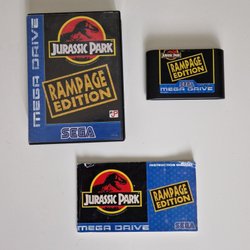 MEGA DRIVE
JURASSIC PARK
RAMPAGE
EDITION
SEGA
JURASSIC PARK
RAMPAGE
EDITION
SEGA
MEGA DRIVE
INSTRUCTION MANUAL
JURASSIC PARK
RAMPAGE
EDITION
MEGA DRIVE
SEGA